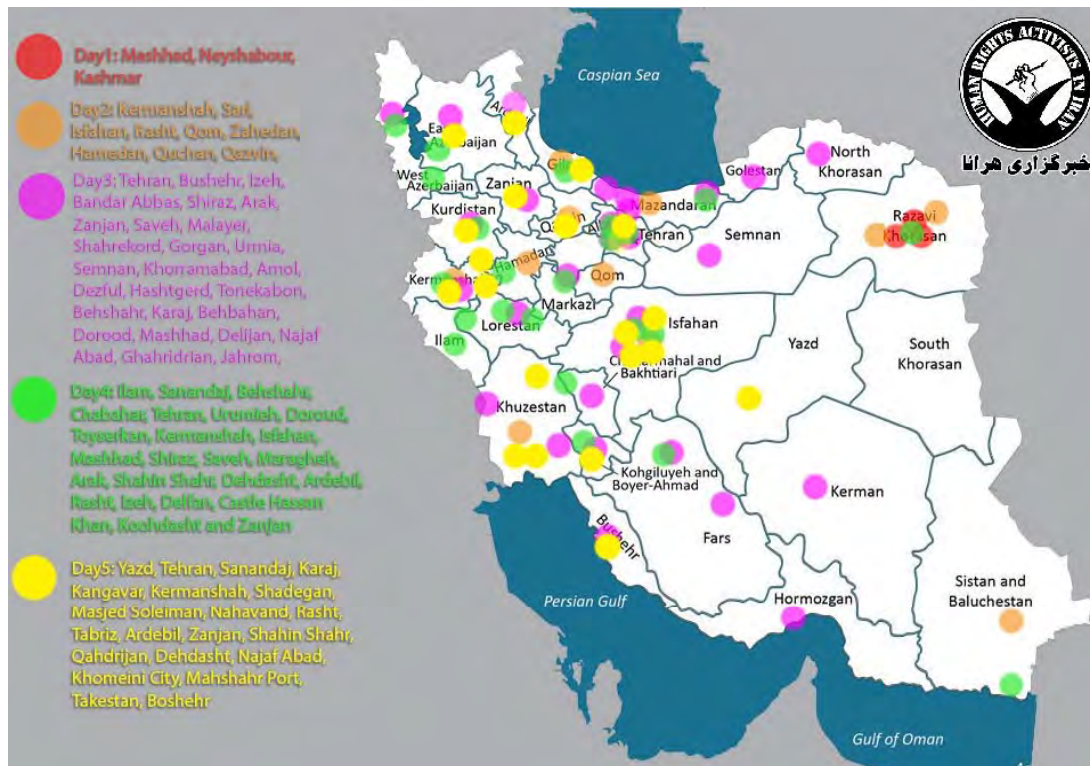 Day1: Mashhad, Neyshabour,
Kashmar
Day2: Kermanshah, Sari,
Isfahan, Rasht, Qom, Zahedan,
Hamedan, Quchan, Qazvin,
Day3: Tehran, Bushehr, Izeh,
Bandar Abbas, Shiraz, Arak,
Zanjan, Saveh, Malayer,
Shahrekord, Gorgan, Urmia,
Semnan, Khorramabad, Amol,
Dezful, Hashtgerd, Tonekabon,
Behshahr, Karaj, Behbahan,
Dorood, Mashhad, Delijan, Najaf
Abad, Ghahridrian, Jahrom,
Day4: Ilam, Sanandaj, Behshahr,
Chabahar, Tehran, Urumieh, Doroud,
Toyserkan, Kermanshah, Isfahan,
Mashhad, Shiraz, Saveh, Maragheh,
Arak, Shahin Shahr, Dehdasht, Ardebil,
Rasht, Izeh, Delfan, Castle Hassan
Khan, Koohdasht and Zanjan
Day5: Yazd, Tehran, Sanandaj, Karaj,
Kangavar, Kermanshah, Shadegan,
Masjed Soleiman, Nahavand, Rasht,
Tabriz, Ardebil, Zanjan, Shahin Shahr,
Qahdrijan, Dehdasht, Najaf Abad,
Khomeini City, Mahshahr Port,
Takestan, Boshehr
HUMAN RIGHTS ACTIVISTS IN IRAN
خبرگزاری هرانا
Caspian Sea
Azerbaijan
West
Azerbaijan
Zanjan
Kurdistan
Hamadan
Mazandaran
Golestan
North
Khorasan
Razavi
Khorasan
Tehran
Semnan
Qom
Markazi
Lorestan
Ilam
Isfahan
Yazd
South
Khorasan
Bakhtiari
Khuzestan
Kohgiluyeh and
Boyer-Ahmad
Kerman
Fars
Bushehr
Persian Gulf
Hormozgan
Sistan and
Baluchestan
Gulf of Oman